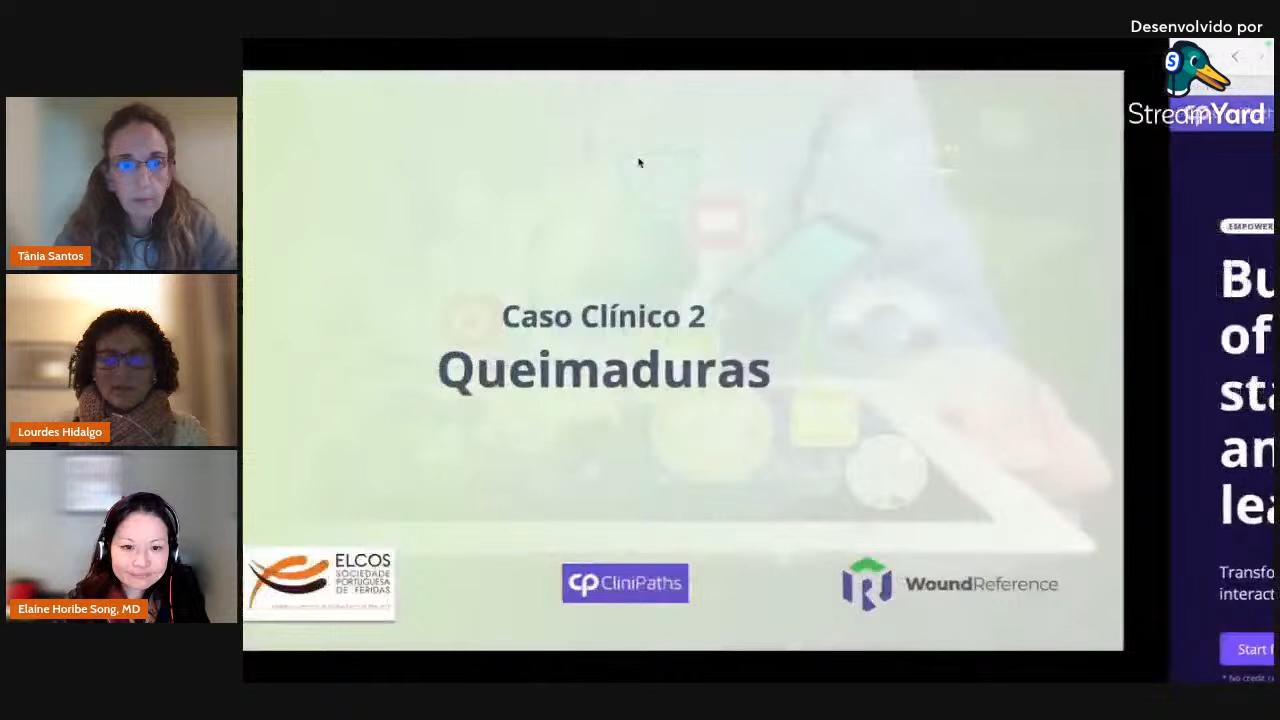 Desenvolvido por
StreamYard
Tânia Santos
Lourdes Hidalgo
Elaine Horibe Song, MD
Caso Clínico 2
Queimaduras
ELCOS
SOCIEDADE
PORTUGUESA
DE FERIDAS
cp CliniPaths
WoundReference
EMPOWER
Bu
of
sta
an
lea
Transfo
interact
Start